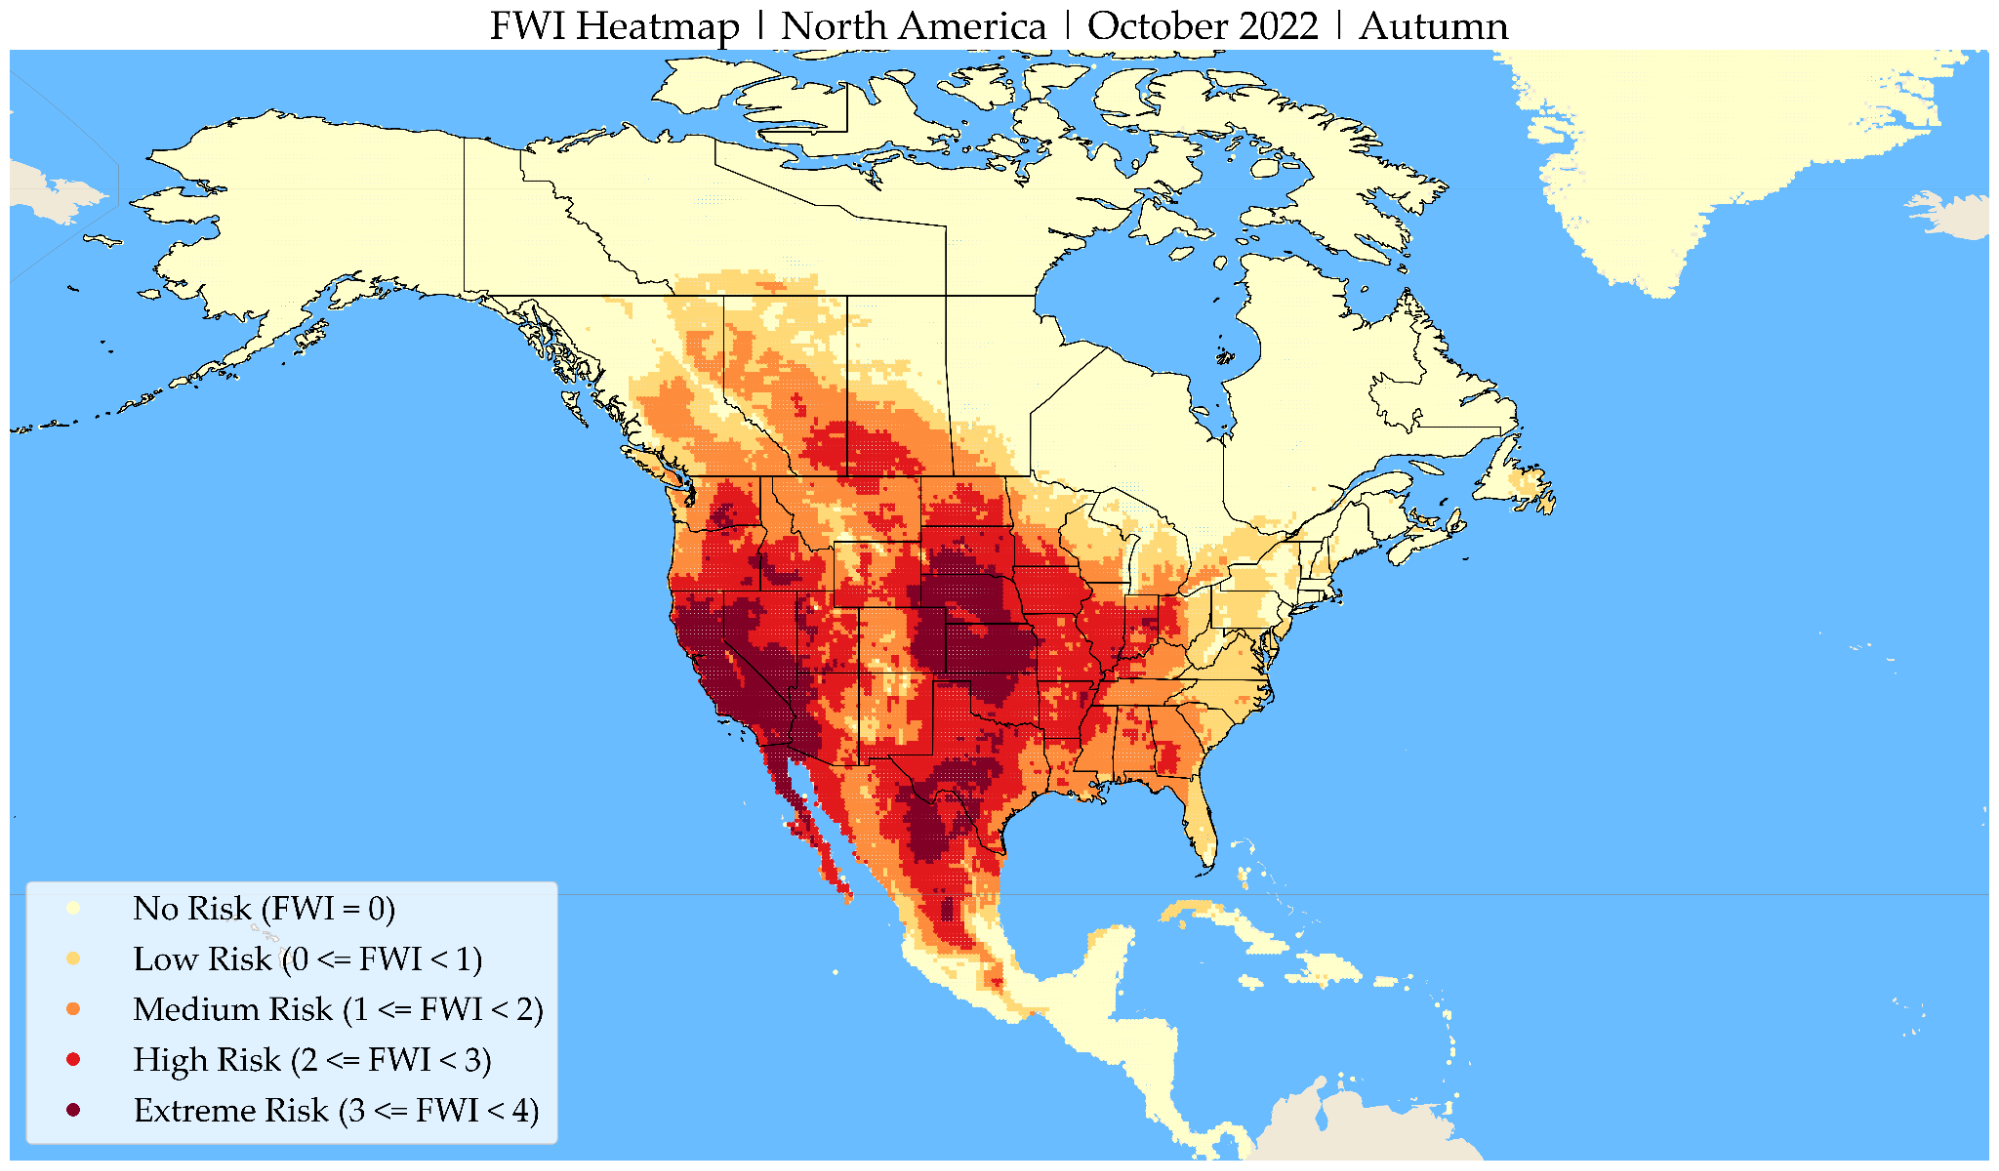 FWI Heatmap | North America | October 2022 | Autumn
No Risk (FWI = 0)
Low Risk (0 <= FWI < 1)
Medium Risk (1 <= FWI < 2)
High Risk (2 <= FWI < 3)
Extreme Risk (3 <= FWI < 4)